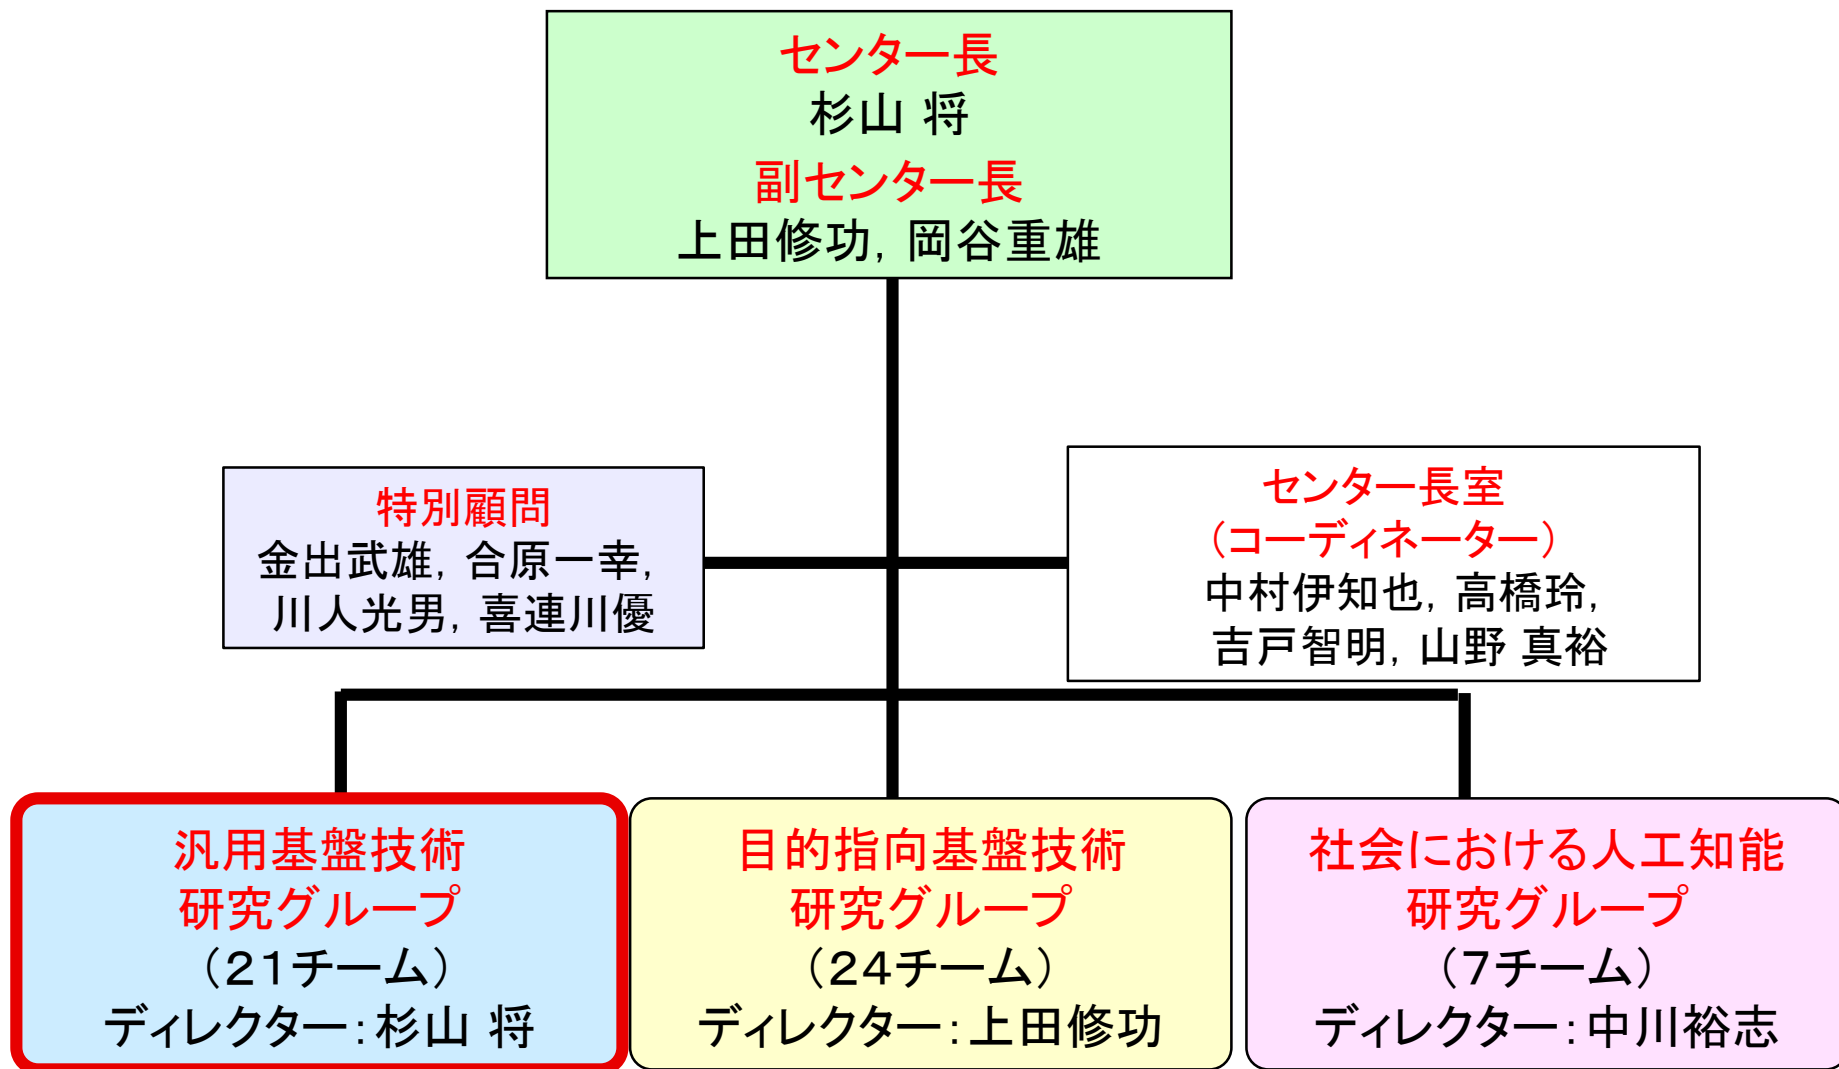 センター長
杉山 将
副センター長
上田修功, 岡谷重雄
特別顧問
金出武雄, 合原一幸,
川人光男, 喜連川優
センター長室
（コーディネーター）
中村伊知也, 高橋玲,
吉戸智明, 山野 真裕
汎用基盤技術
研究グループ
（21チーム）
ディレクター：杉山 将
目的指向基盤技術
研究グループ
（24チーム）
ディレクター：上田修功
社会における人工知能
研究グループ
（7チーム）
ディレクター：中川裕志